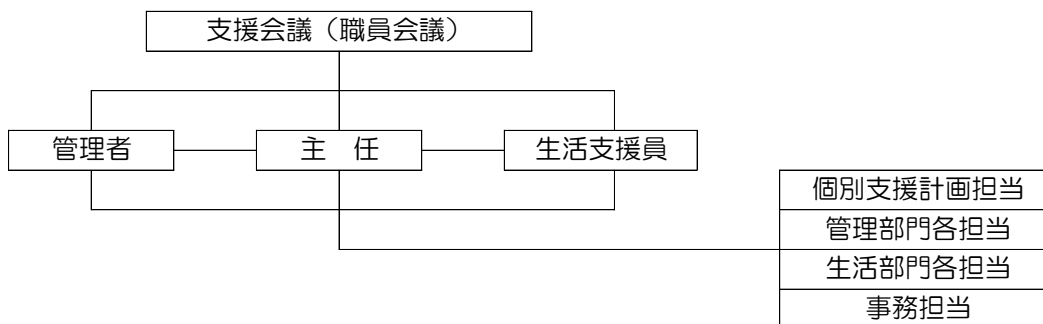 支援会議（職員会議）
管理者
主　任
生活支援員
個別支援計画担当
管理部門各担当
生活部門各担当
事務担当